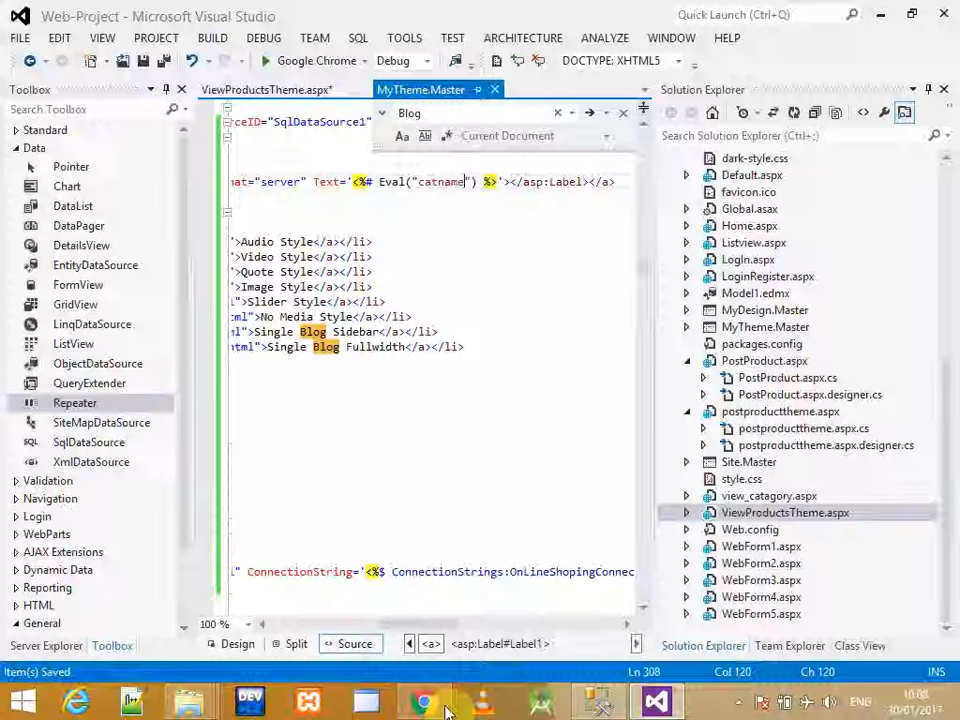 Web-Project - Microsoft Visual Studio
Quick Launch (Ctrl+Q)
FILE EDIT VIEW PROJECT BUILD DEBUG TEAM SQL TOOLS TEST ARCHITECTURE ANALYZE WINDOW HELP
Google Chrome Debug DOCTYPE: XHTML5
Toolbox
Search Toolbox
Standard
Data
Pointer
Chart
DataList
DataPager
DetailsView
EntityDataSource
FormView
GridView
LinqDataSource
ListView
ObjectDataSource
QueryExtender
Repeater
SiteMapDataSource
SqlDataSource
XmlDataSource
Validation
Navigation
Login
WebParts
AJAX Extensions
Dynamic Data
Reporting
HTML
General
Server Explorer Toolbox
ViewProductsTheme.aspx* MyTheme.Master
Blog
Aa Ab Current Document
rceID="SqlDataSource1"
nat="server" Text='<%# Eval("catname") %>'></asp:Label></a>
">Audio Style</a></li>
">Video Style</a></li>
">Quote Style</a></li>
">Image Style</a></li>
l">Slider Style</a></li>
tml">No Media Style</a></li>
ml">Single Blog Sidebar</a></li>
html">Single Blog Fullwidth</a></li>
" ConnectionString='<%$ ConnectionStrings:OnLineShopingConnec
100 %
Design Split Source <a> <asp:Label#Label1>
Solution Explorer
Search Solution Explorer (Ctrl+;)
dark-style.css
Default.aspx
favicon.ico
Global.asax
Home.aspx
Listview.aspx
LogIn.aspx
LoginRegister.aspx
Model1.edmx
MyDesign.Master
MyTheme.Master
packages.config
PostProduct.aspx
PostProduct.aspx.cs
PostProduct.aspx.designer.cs
postproducttheme.aspx
postproducttheme.aspx.cs
postproducttheme.aspx.designer.cs
Site.Master
style.css
view_catagory.aspx
ViewProductsTheme.aspx
Web.config
WebForm1.aspx
WebForm2.aspx
WebForm3.aspx
WebForm4.aspx
WebForm5.aspx
Solution Explorer Team Explorer Class View
Item(s) Saved Ln 308 Col 120 Ch 120 INS
DEV
ENG
10:08
30/01/2017